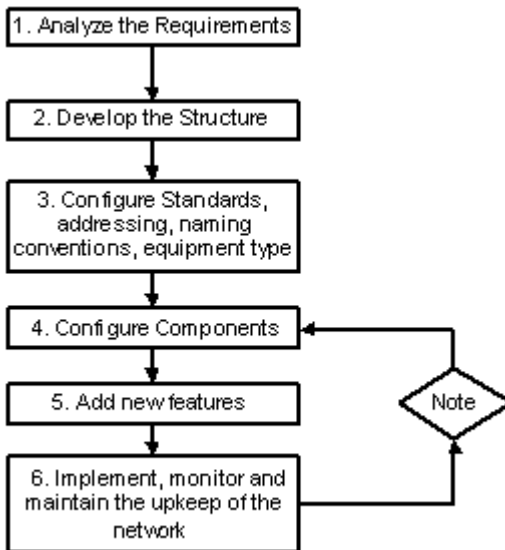 1. Analyze the Requirements
2. Develop the Structure
3. Configure Standards,
addressing, naming
conventions, equipment type
4. Configure Components
Note
5. Add new features
6. Implement, monitor and
maintain the upkeep of the
network